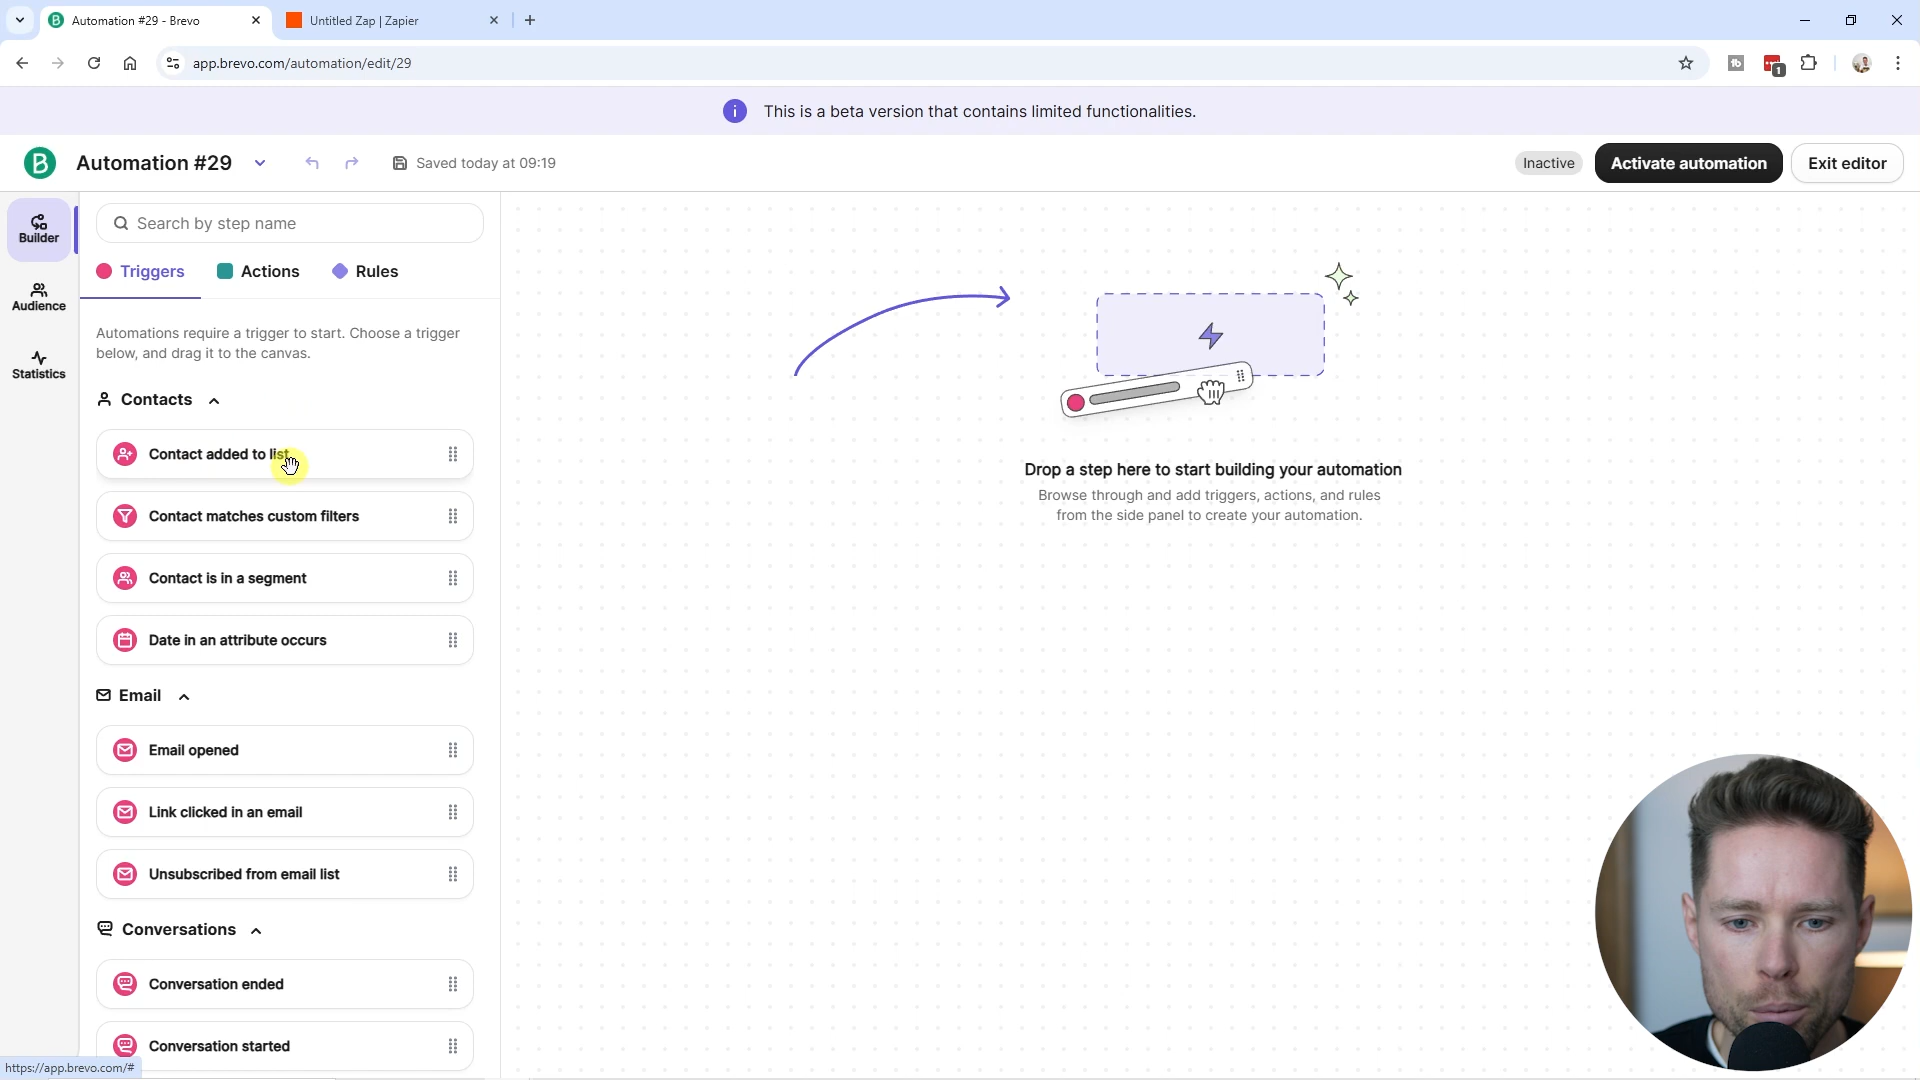 Automation #29 - Brevo
Untitled Zap | Zapier
app.brevo.com/automation/edit/29
1
i This is a beta version that contains limited functionalities.
B
Automation #29
Saved today at 09:19
Inactive
Activate automation
Exit editor
Builder
Audience
Statistics
Search by step name
Triggers
Actions
Rules
Automations require a trigger to start. Choose a trigger
below, and drag it to the canvas.
Contacts
Contact added to list
Contact matches custom filters
Contact is in a segment
Date in an attribute occurs
Email
Email opened
Link clicked in an email
Unsubscribed from email list
Conversations
Conversation ended
Conversation started
Drop a step here to start building your automation
Browse through and add triggers, actions, and rules
from the side panel to create your automation.
https://app.brevo.com/#